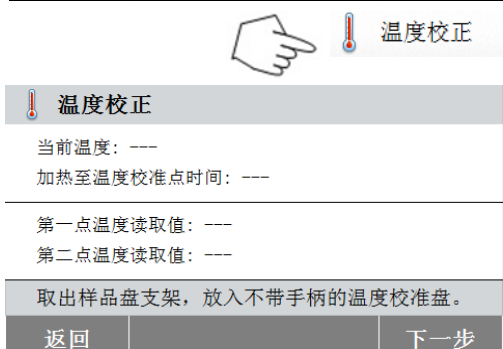 温度校正
温度校正
当前温度: ---
加热至温度校准点时间: ---
第一点温度读取值: ---
第二点温度读取值: ---
取出样品盘支架，放入不带手柄的温度校准盘。
返回 下一步